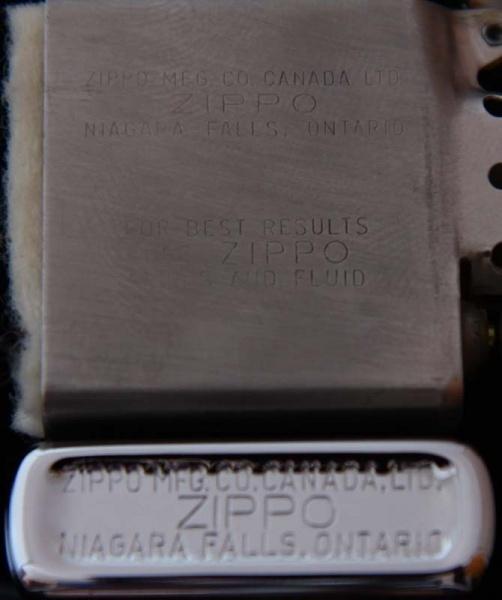 ZIPPO MFG. CO. CANADA LTD.
ZIPPO
NIAGARA FALLS, ONTARIO
FOR BEST RESULTS
ZIPPO
AND FLUID
ZIPPO MFG. CO. CANADA, LTD.
ZIPPO
NIAGARA FALLS, ONTARIO